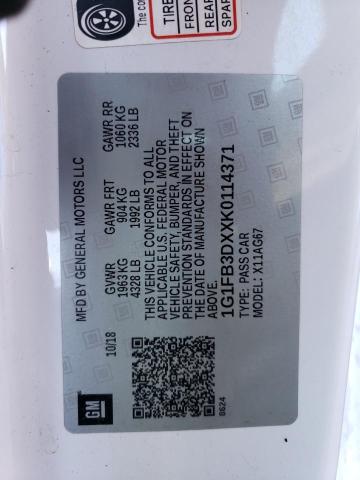 The co
TIRE
FRON
REAR
SPAR
MFD BY GENERAL MOTORS LLC
10/18
GVWR GAWR FRT GAWR RR
1963 KG 904 KG 1060 KG
4328 LB 1992 LB 2336 LB
THIS VEHICLE CONFORMS TO ALL
APPLICABLE U.S. FEDERAL MOTOR
VEHICLE SAFETY, BUMPER, AND THEFT
PREVENTION STANDARDS IN EFFECT ON
THE DATE OF MANUFACTURE SHOWN
ABOVE.
1G1FB3DXXK0114371
TYPE: PASS CAR
MODEL: X11AG67
GM
8624